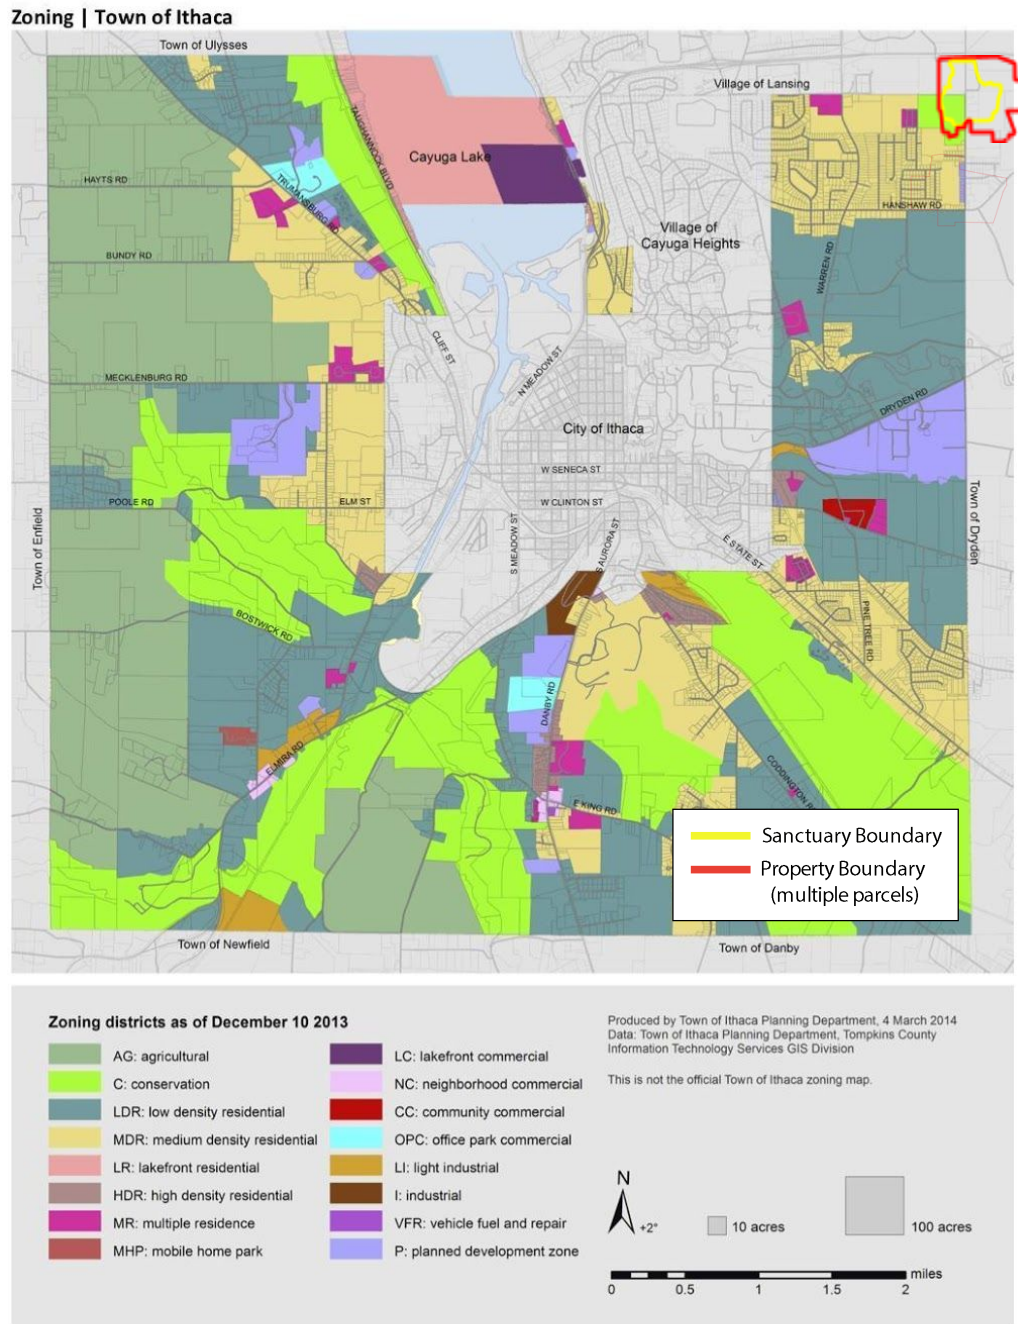 Zoning | Town of Ithaca
Town of Ulysses
Village of Lansing
TAUGHANNOCK BLVD
Cayuga Lake
HAYTS RD
TRUMANSBURG RD
HANSHAW RD
Village of
Cayuga Heights
BUNDY RD
WARREN RD
CLIFF ST
N MEADOW ST
MECKLENBURG RD
DRYDEN RD
City of Ithaca
W SENECA ST
POOLE RD
ELM ST
W CLINTON ST
Town of Enfield
S MEADOW ST
S AURORA ST
E STATE ST
Town of Dryden
BOSTWICK RD
PINE TREE RD
DANBY RD
ELMIRA RD
CODDINGTON R
E KING RD
Sanctuary Boundary
Property Boundary
(multiple parcels)
Town of Newfield
Town of Danby
Zoning districts as of December 10 2013
AG: agricultural
C: conservation
LDR: low density residential
MDR: medium density residential
LR: lakefront residential
HDR: high density residential
MR: multiple residence
MHP: mobile home park
LC: lakefront commercial
NC: neighborhood commercial
CC: community commercial
OPC: office park commercial
LI: light industrial
I: industrial
VFR: vehicle fuel and repair
P: planned development zone
Produced by Town of Ithaca Planning Department, 4 March 2014
Data: Town of Ithaca Planning Department, Tompkins County
Information Technology Services GIS Division
This is not the official Town of Ithaca zoning map.
N
+2°
10 acres
100 acres
miles
0 0.5 1 1.5 2